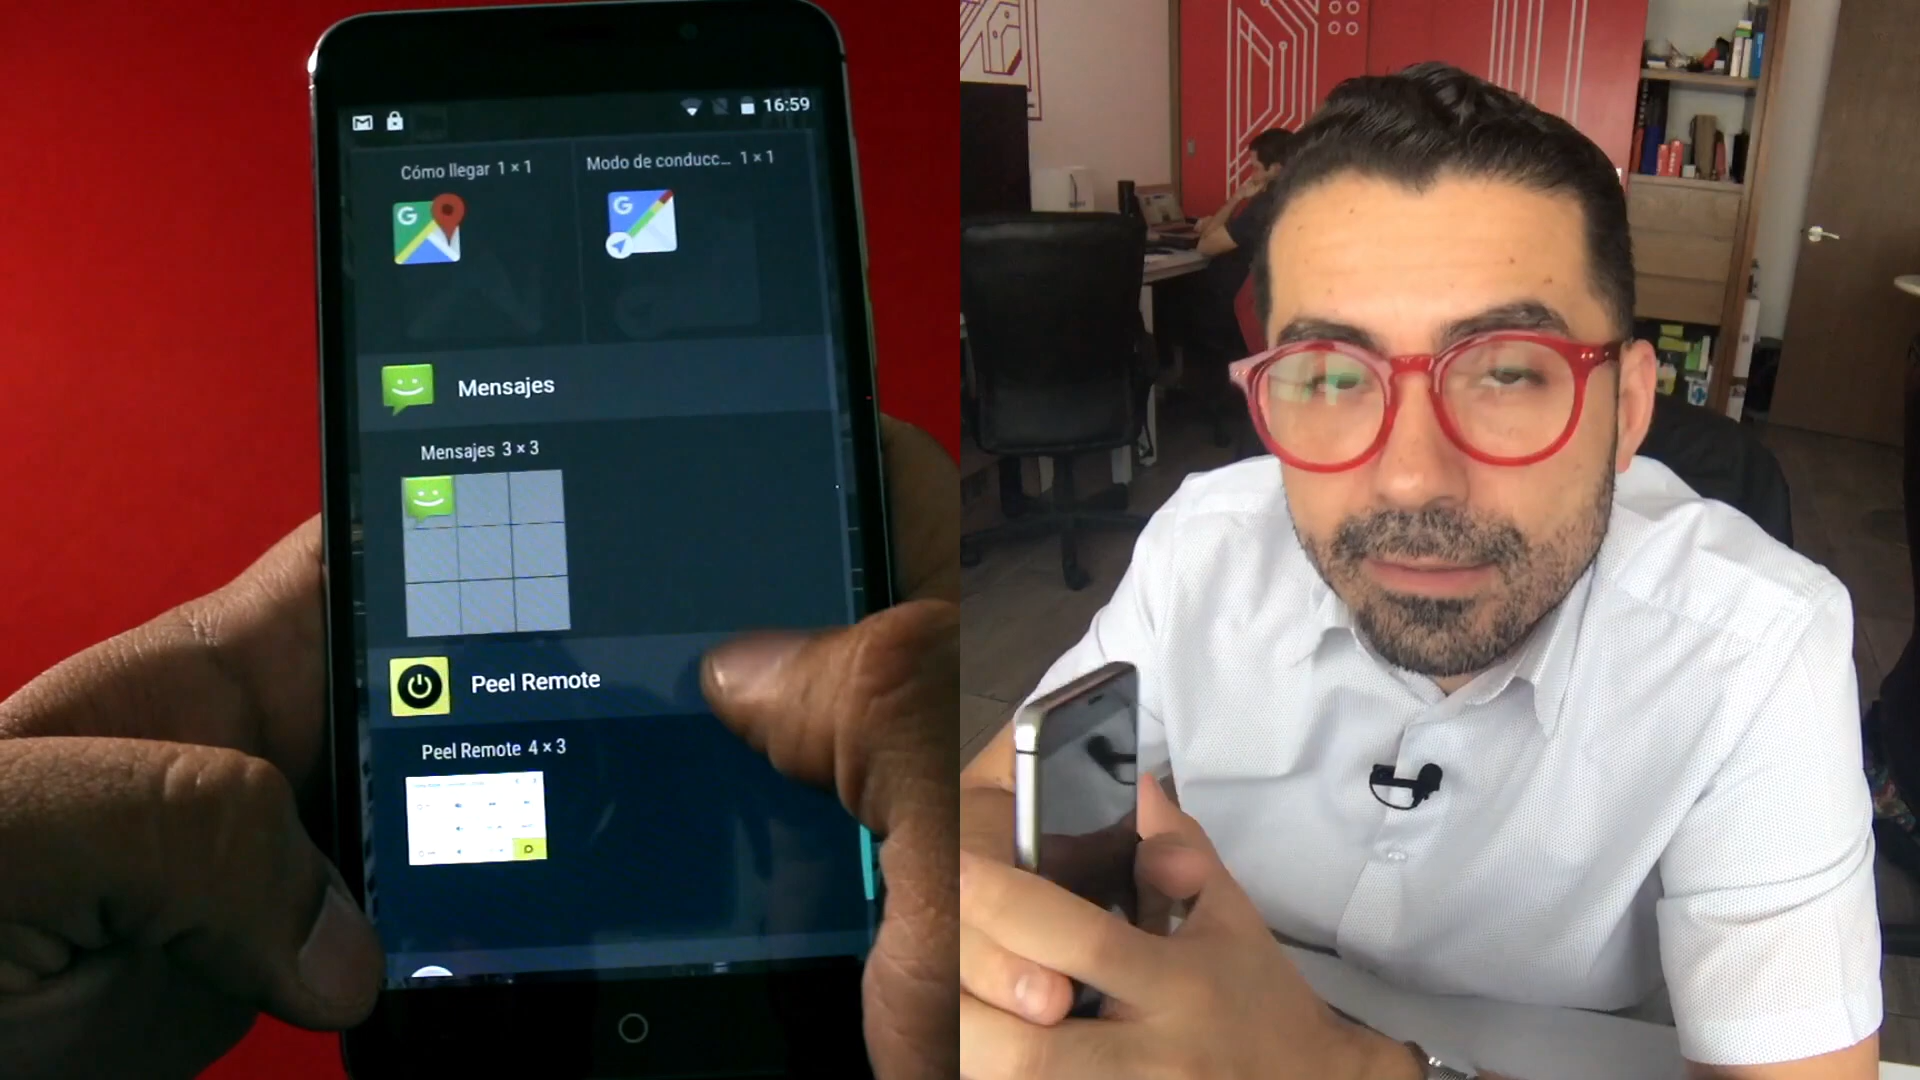 16:59
Cómo llegar 1 × 1
Modo de conducc... 1 × 1
G
G
Mensajes
Mensajes 3 × 3
Peel Remote
Peel Remote 4 × 3